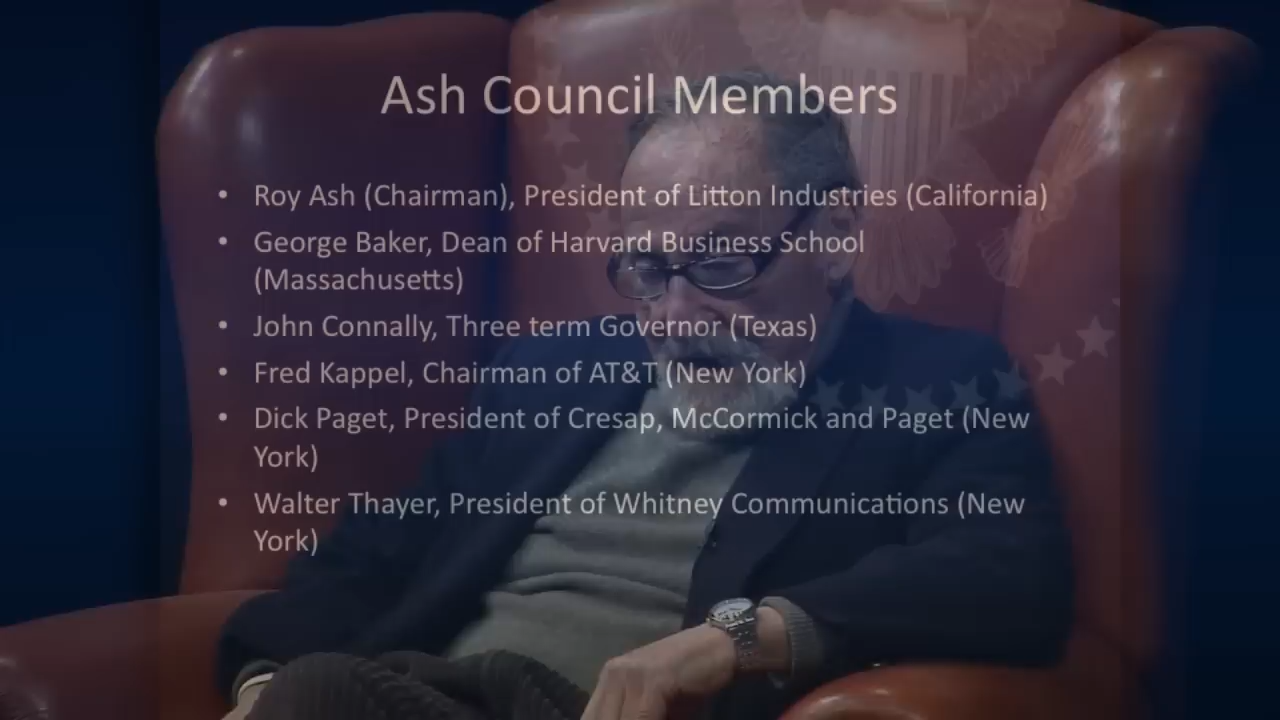 Ash Council Members
• Roy Ash (Chairman), President of Litton Industries (California)
• George Baker, Dean of Harvard Business School
(Massachusetts)
• John Connally, Three term Governor (Texas)
• Fred Kappel, Chairman of AT&T (New York)
• Dick Paget, President of Cresap, McCormick and Paget (New
York)
• Walter Thayer, President of Whitney Communications (New
York)